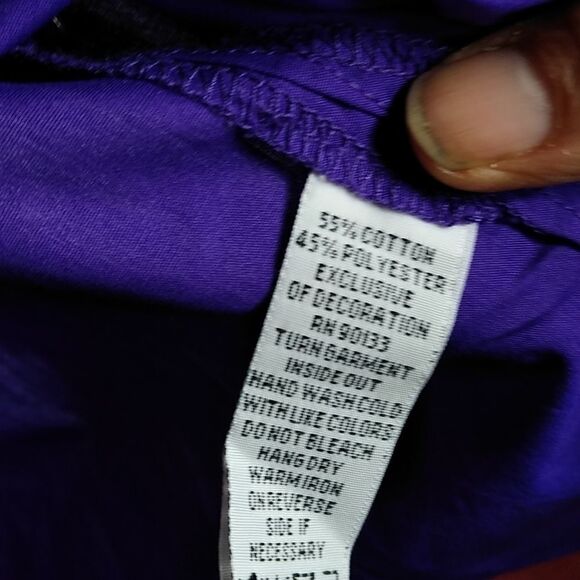 55% COTTON
45% POLYESTER
EXCLUSIVE
OF DECORATION
RN 90133
TURN GARMENT
INSIDE OUT
HAND WASH COLD
WITH LIKE COLORS
DO NOT BLEACH
HANG DRY
WARM IRON
ON REVERSE
SIDE IF
NECESSARY